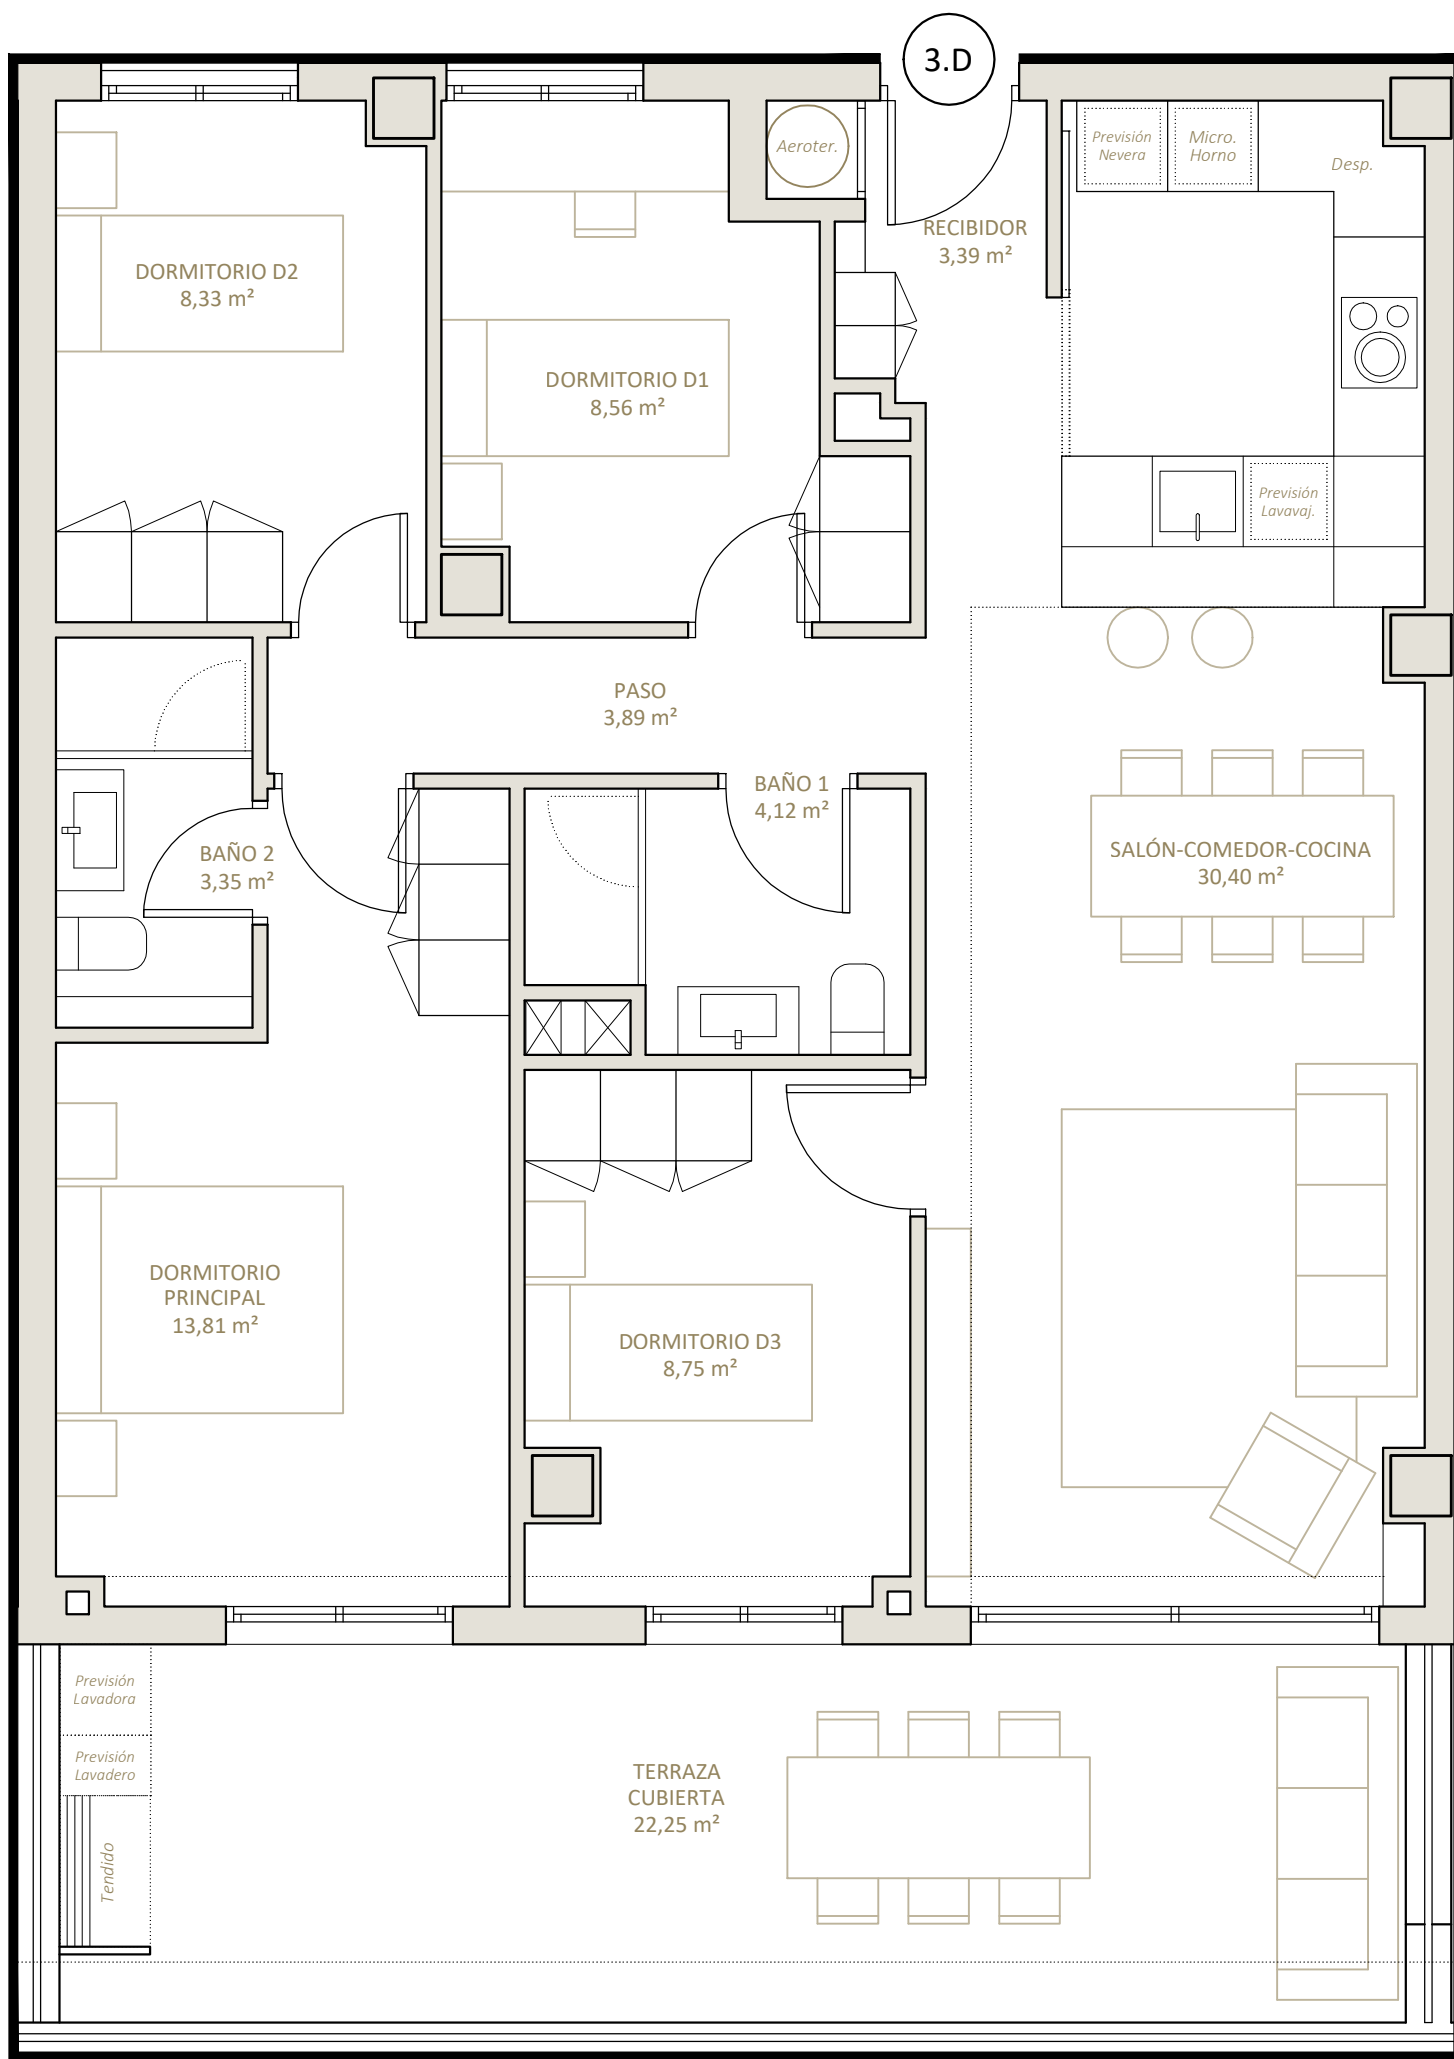 3.D
Aeroter.
Previsión
Nevera
Micro.
Horno
Desp.
RECIBIDOR
3,39 m²
DORMITORIO D2
8,33 m²
DORMITORIO D1
8,56 m²
Previsión
Lavavaj.
PASO
3,89 m²
BAÑO 1
4,12 m²
BAÑO 2
3,35 m²
SALÓN-COMEDOR-COCINA
30,40 m²
DORMITORIO
PRINCIPAL
13,81 m²
DORMITORIO D3
8,75 m²
Previsión
Lavadora
Previsión
Lavadero
Tendido
TERRAZA
CUBIERTA
22,25 m²